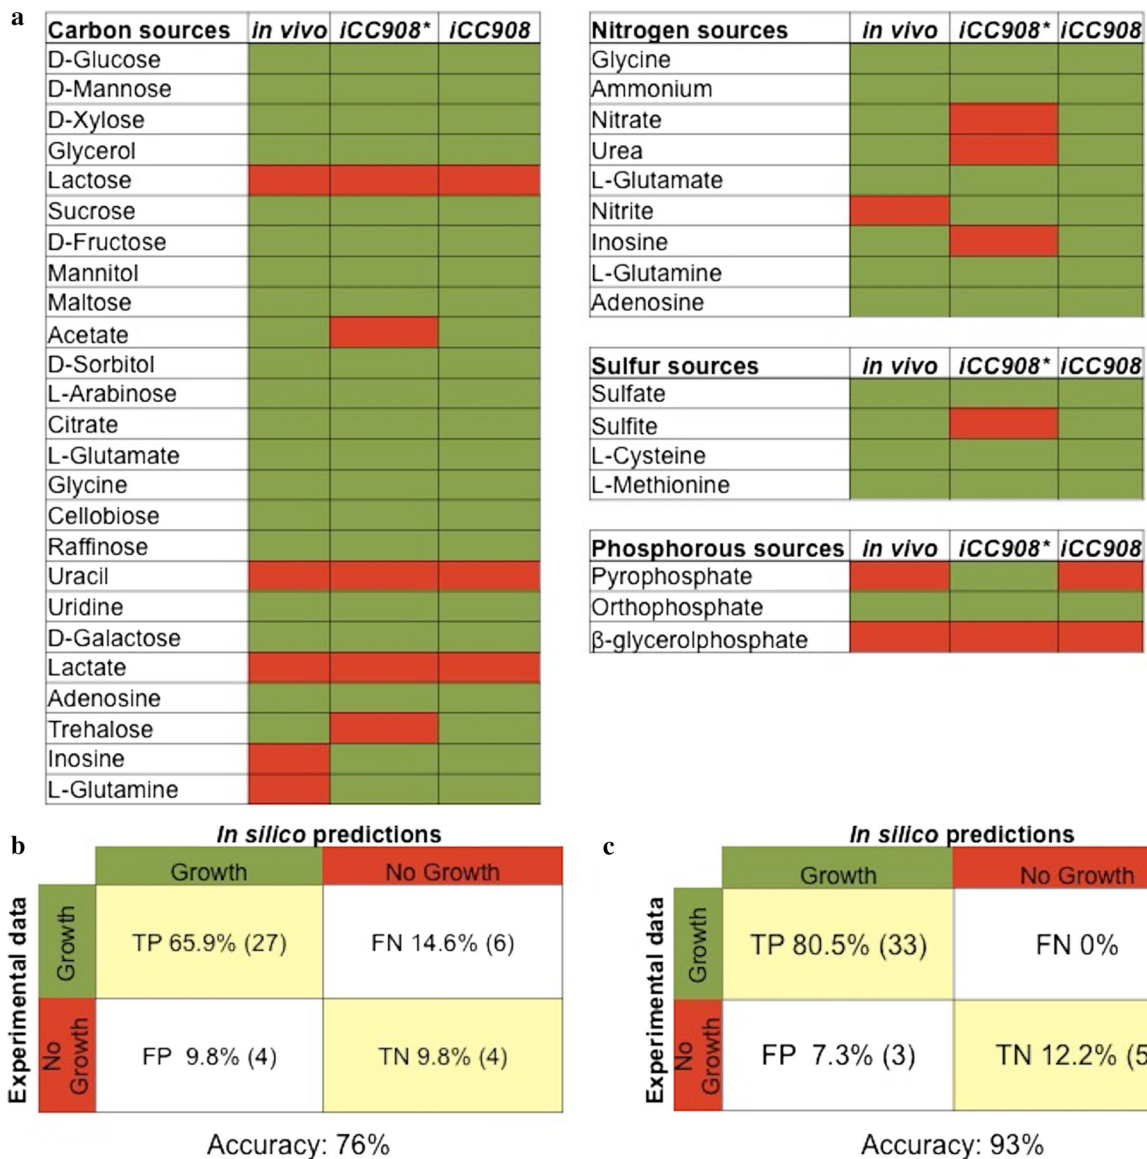 a
Carbon sources in vivo iCC908* iCC908
D-Glucose
D-Mannose
D-Xylose
Glycerol
Lactose
Sucrose
D-Fructose
Mannitol
Maltose
Acetate
D-Sorbitol
L-Arabinose
Citrate
L-Glutamate
Glycine
Cellobiose
Raffinose
Uracil
Uridine
D-Galactose
Lactate
Adenosine
Trehalose
Inosine
L-Glutamine
Nitrogen sources in vivo iCC908* iCC908
Glycine
Ammonium
Nitrate
Urea
L-Glutamate
Nitrite
Inosine
L-Glutamine
Adenosine
Sulfur sources in vivo iCC908* iCC908
Sulfate
Sulfite
L-Cysteine
L-Methionine
Phosphorous sources in vivo iCC908* iCC908
Pyrophosphate
Orthophosphate
β-glycerolphosphate
b
In silico predictions
Growth No Growth
Experimental data
Growth
TP 65.9% (27) FN 14.6% (6)
No Growth
FP 9.8% (4) TN 9.8% (4)
Accuracy: 76%
c
In silico predictions
Growth No Growth
Experimental data
Growth
TP 80.5% (33) FN 0%
No Growth
FP 7.3% (3) TN 12.2% (5
Accuracy: 93%